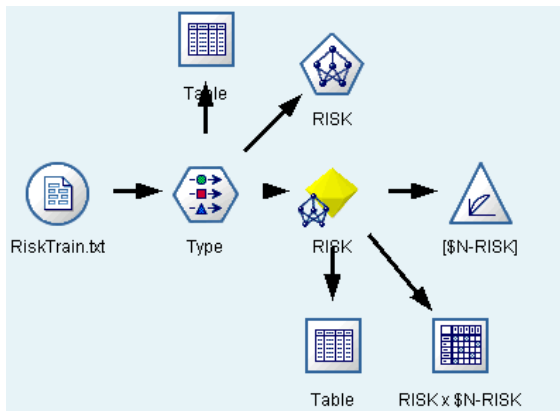 Table
RISK
RiskTrain.txt
Type
RISK
[$N-RISK]
Table
RISK x $N-RISK